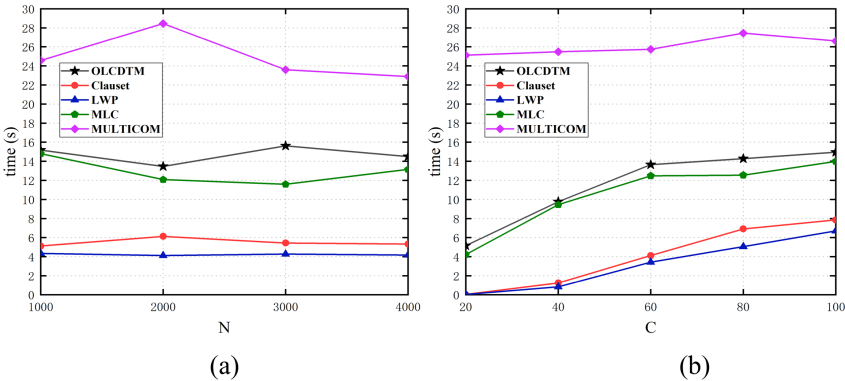 30
28
26
24
22
20
18
16
14
12
10
8
6
4
2
0
time (s)
OLCDTM
Clauset
LWP
MLC
MULTICOM
1000 2000 3000 4000
N
(a)
30
28
26
24
22
20
18
16
14
12
10
8
6
4
2
0
time (s)
OLCDTM
Clauset
LWP
MLC
MULTICOM
20 40 60 80 100
C
(b)